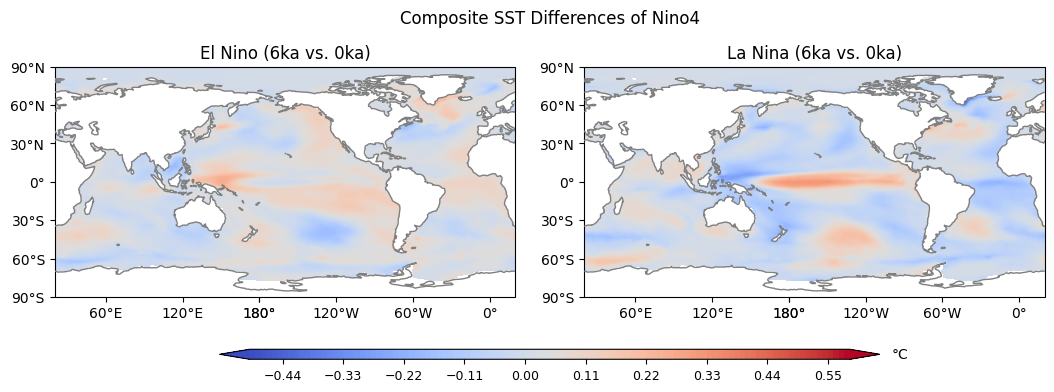 Composite SST Differences of Nino4
El Nino (6ka vs. 0ka)
La Nina (6ka vs. 0ka)
90°N
60°N
30°N
0°
30°S
60°S
90°S
60°E 120°E 180° 120°W 60°W 0°
90°N
60°N
30°N
0°
30°S
60°S
90°S
60°E 120°E 180° 120°W 60°W 0°
−0.44 −0.33 −0.22 −0.11 0.00 0.11 0.22 0.33 0.44 0.55
°C